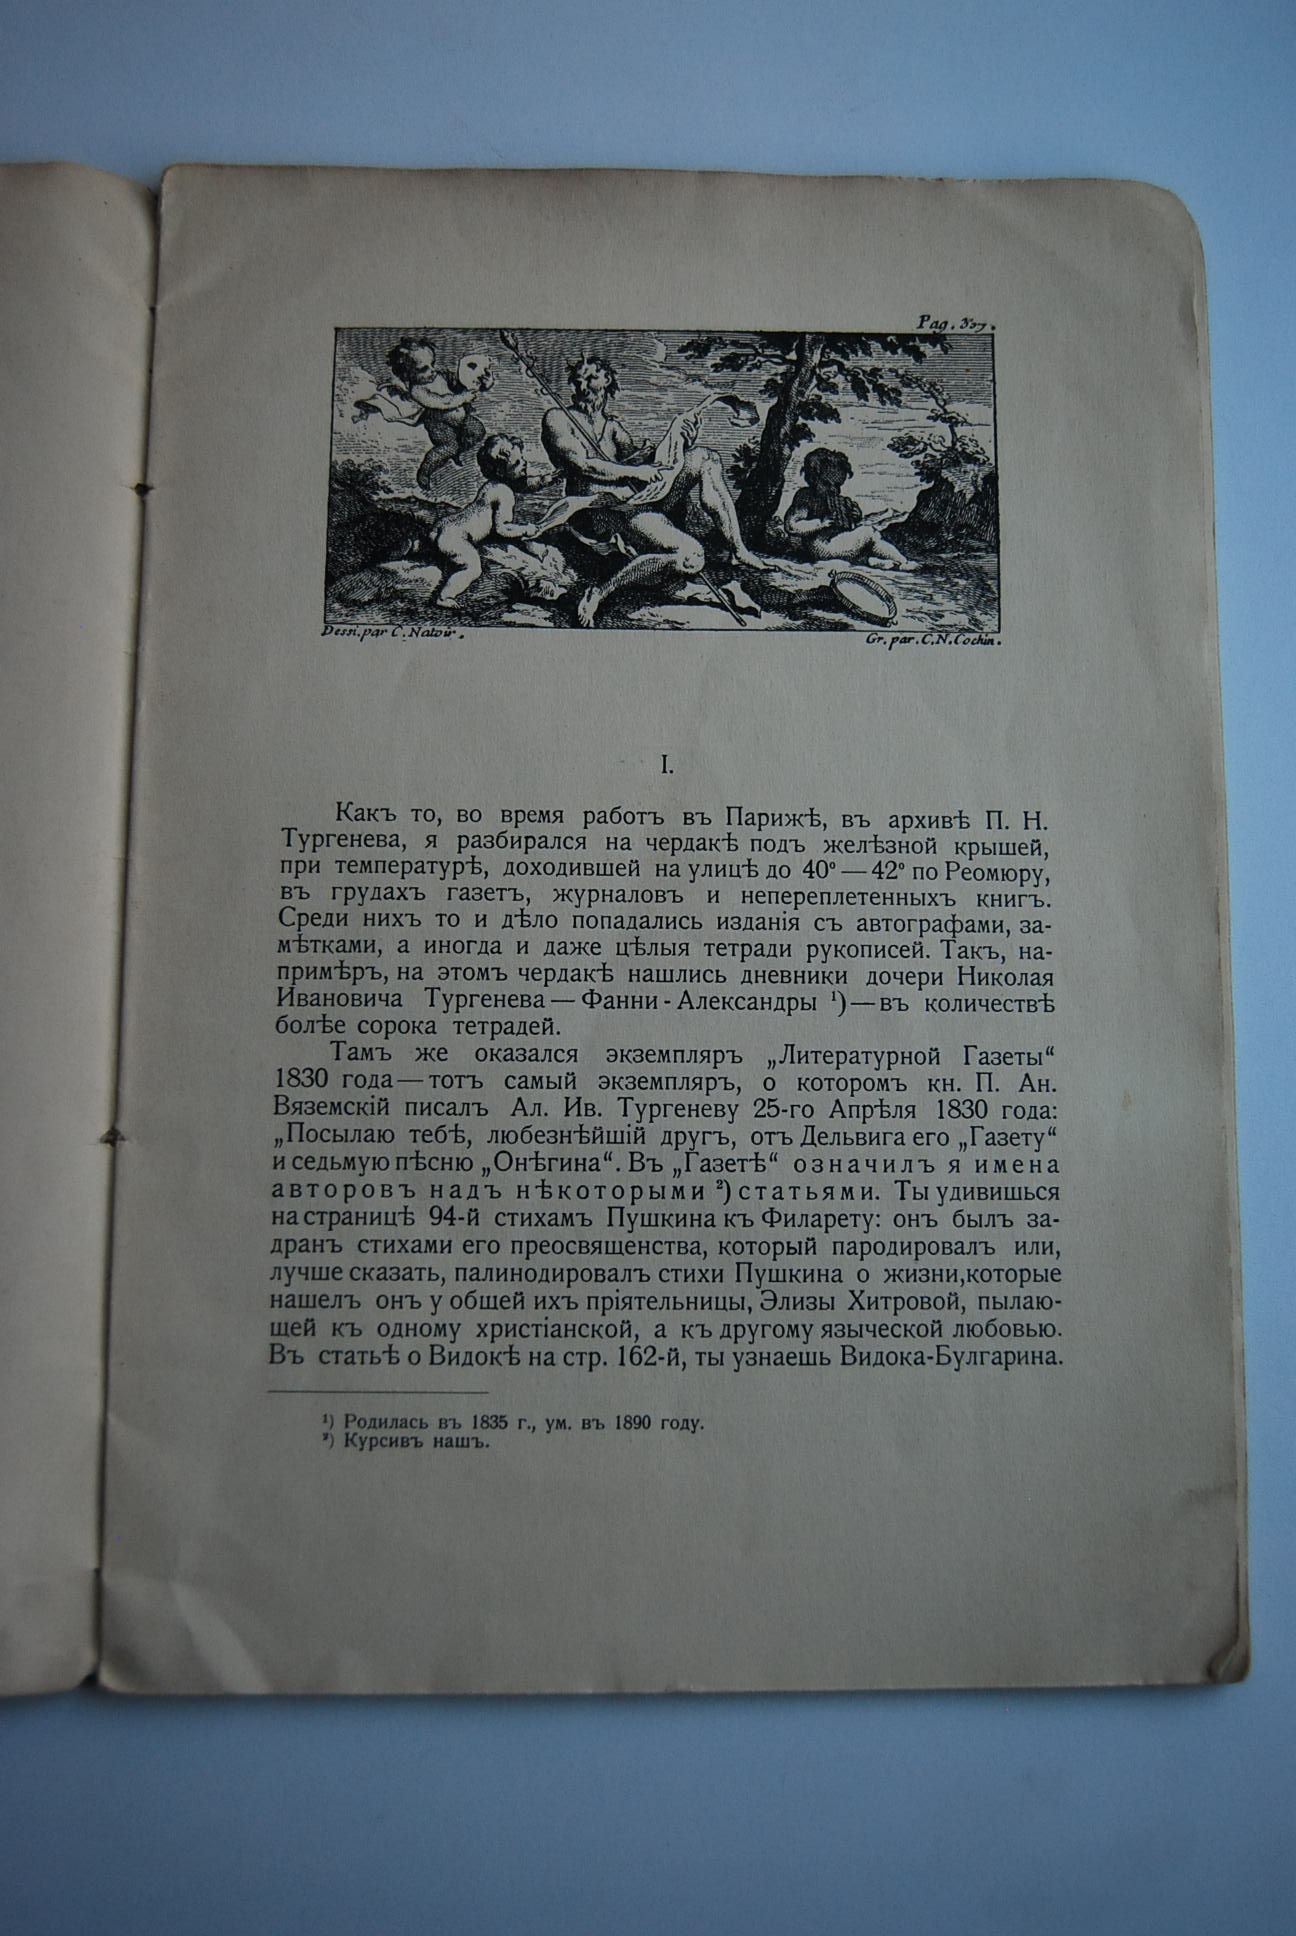 Pag.
Dessi. par C. Natoir.
Gr. par. C. N. Cochin.
I.
Какъ то, во время работъ въ Парижѣ, въ архивѣ П. Н.
Тургенева, я разбирался на чердакѣ подъ желѣзной крышей,
при температурѣ, доходившей на улицѣ до 40° — 42° по Реомюру,
въ грудахъ газетъ, журналовъ и непереплетенныхъ книгъ.
Среди нихъ то и дѣло попадались изданія съ автографами, за-
мѣтками, а иногда и даже цѣлыя тетради рукописей. Такъ, на-
примѣръ, на этомъ чердакѣ нашлись дневники дочери Николая
Ивановича Тургенева — Фанни - Александры ¹) — въ количествѣ
болѣе сорока тетрадей.
Тамъ же оказался экземпляръ „Литературной Газеты“
1830 года — тотъ самый экземпляръ, о которомъ кн. П. Ан.
Вяземскій писалъ Ал. Ив. Тургеневу 25-го Апрѣля 1830 года:
„Посылаю тебѣ, любезнѣйшій другъ, отъ Дельвига его „Газету“
и седьмую пѣсню „Онѣгина“. Въ „Газетѣ“ означилъ я имена
авторовъ надъ нѣкоторыми ²) статьями. Ты удивишься
на страницѣ 94-й стихамъ Пушкина къ Филарету: онъ былъ за-
дранъ стихами его преосвященства, который пародировалъ или,
лучше сказать, палинодировалъ стихи Пушкина о жизни,которые
нашелъ онъ у общей ихъ пріятельницы, Элизы Хитровой, пылаю-
щей къ одному христіанской, а къ другому языческой любовью.
Въ статьѣ о Видокѣ на стр. 162-й, ты узнаешь Видока-Булгарина.
¹) Родилась въ 1835 г., ум. въ 1890 году.
²) Курсивъ нашъ.